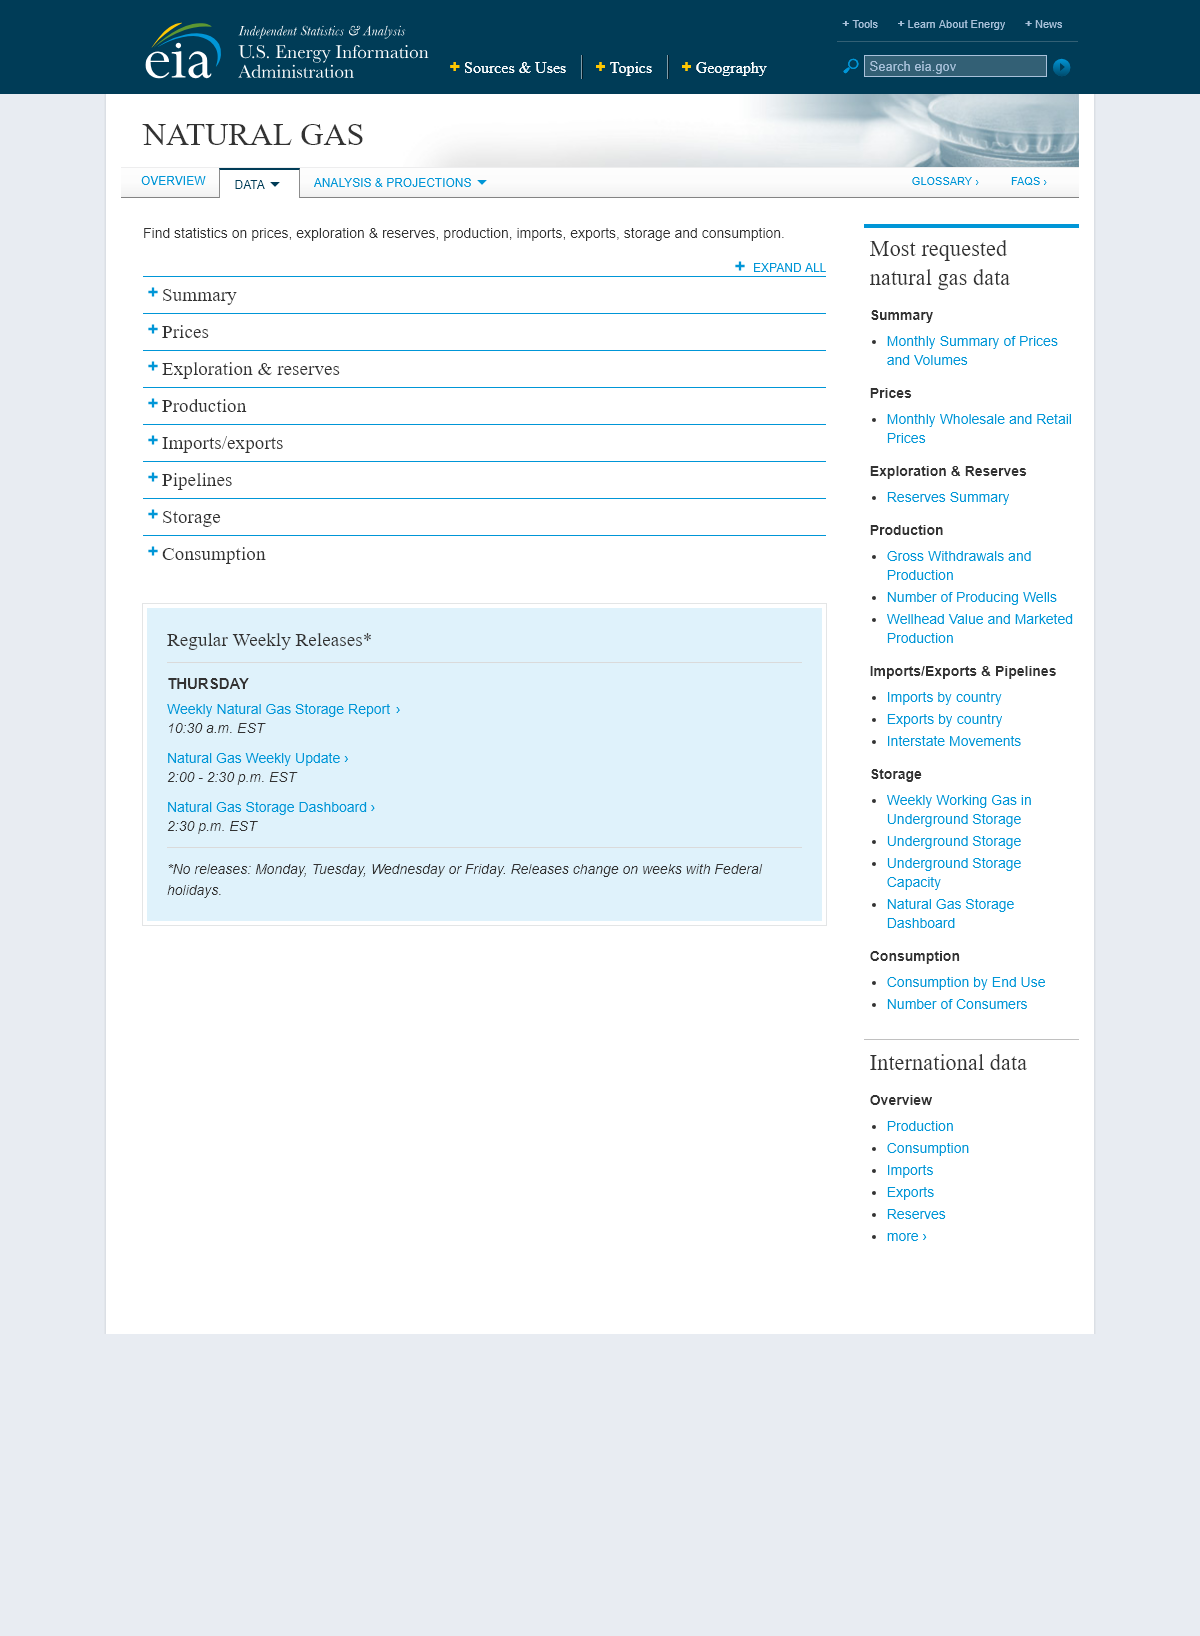 + Tools + Learn About Energy + News
eia
Independent Statistics & Analysis
U.S. Energy Information
Administration
+ Sources & Uses + Topics + Geography
Search eia.gov
NATURAL GAS
OVERVIEW DATA ANALYSIS & PROJECTIONS GLOSSARY › FAQS ›
Find statistics on prices, exploration & reserves, production, imports, exports, storage and consumption.
+ EXPAND ALL
+ Summary
+ Prices
+ Exploration & reserves
+ Production
+ Imports/exports
+ Pipelines
+ Storage
+ Consumption
Regular Weekly Releases*
THURSDAY
Weekly Natural Gas Storage Report ›
10:30 a.m. EST
Natural Gas Weekly Update ›
2:00 - 2:30 p.m. EST
Natural Gas Storage Dashboard ›
2:30 p.m. EST
*No releases: Monday, Tuesday, Wednesday or Friday. Releases change on weeks with Federal
holidays.
Most requested
natural gas data
Summary
• Monthly Summary of Prices
and Volumes
Prices
• Monthly Wholesale and Retail
Prices
Exploration & Reserves
• Reserves Summary
Production
• Gross Withdrawals and
Production
• Number of Producing Wells
• Wellhead Value and Marketed
Production
Imports/Exports & Pipelines
• Imports by country
• Exports by country
• Interstate Movements
Storage
• Weekly Working Gas in
Underground Storage
• Underground Storage
• Underground Storage
Capacity
• Natural Gas Storage
Dashboard
Consumption
• Consumption by End Use
• Number of Consumers
International data
Overview
• Production
• Consumption
• Imports
• Exports
• Reserves
• more ›